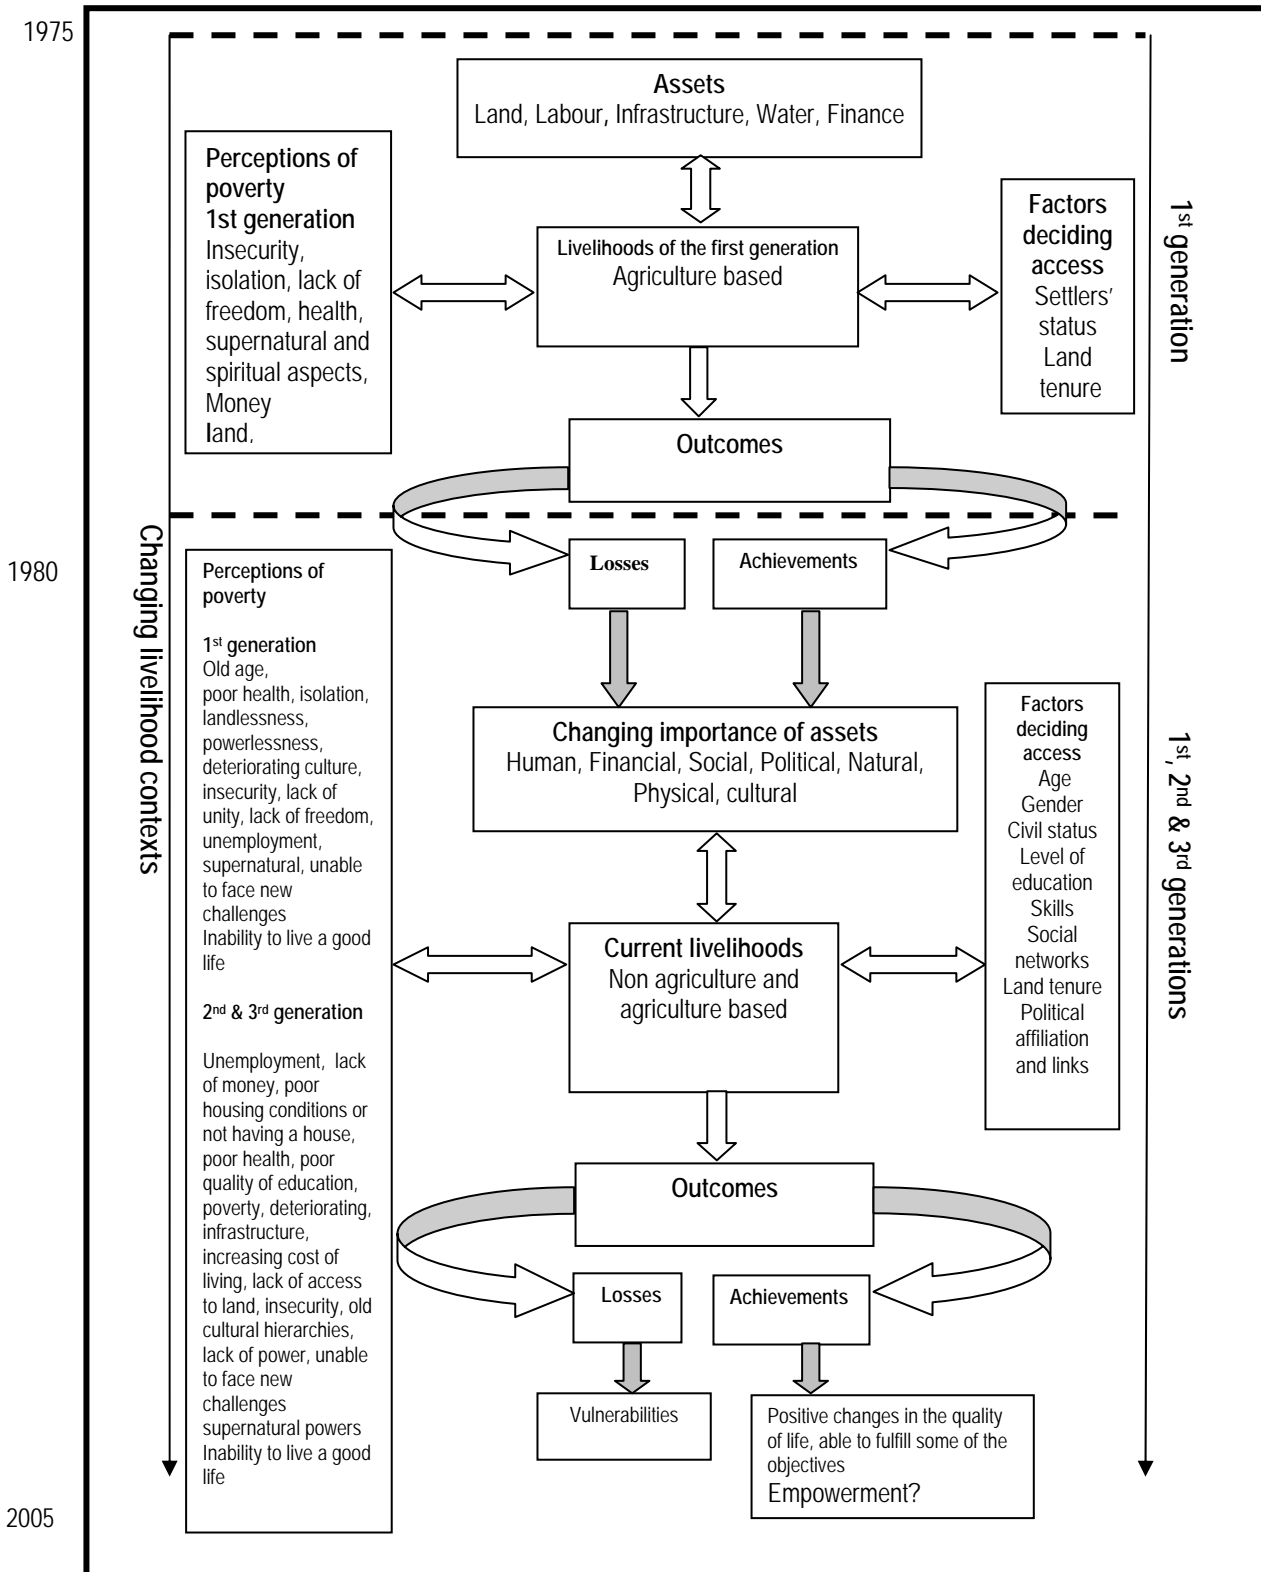 1975
Assets
Land, Labour, Infrastructure, Water, Finance
Perceptions of
poverty
1st generation
Insecurity,
isolation, lack of
freedom, health,
supernatural and
spiritual aspects,
Money
land,
Livelihoods of the first generation
Agriculture based
Factors
deciding
access
Settlers'
status
Land
tenure
1st generation
Outcomes
Changing livelihood contexts
1980
Losses
Achievements
Perceptions of
poverty
1st generation
Old age,
poor health, isolation,
landlessness,
powerlessness,
deteriorating culture,
insecurity, lack of
unity, lack of freedom,
unemployment,
supernatural, unable
to face new
challenges
Inability to live a good
life
2nd & 3rd generation
Unemployment, lack
of money, poor
housing conditions or
not having a house,
poor health, poor
quality of education,
poverty, deteriorating,
infrastructure,
increasing cost of
living, lack of access
to land, insecurity, old
cultural hierarchies,
lack of power, unable
to face new
challenges
supernatural powers
Inability to live a good
life
Changing importance of assets
Human, Financial, Social, Political, Natural,
Physical, cultural
Factors
deciding
access
Age
Gender
Civil status
Level of
education
Skills
Social
networks
Land tenure
Political
affiliation
and links
1st, 2nd & 3rd generations
Current livelihoods
Non agriculture and
agriculture based
Outcomes
Losses
Achievements
Vulnerabilities
Positive changes in the quality
of life, able to fulfill some of the
objectives
Empowerment?
2005